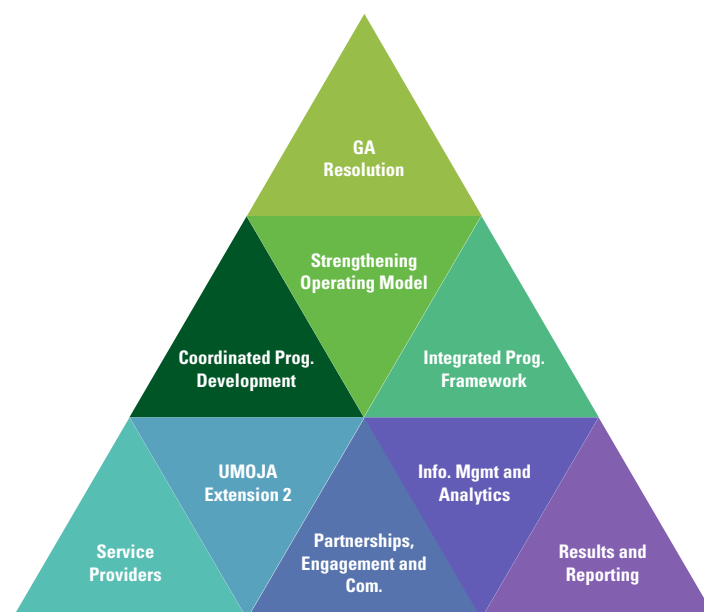 GA
Resolution
Strengthening
Operating Model
Coordinated Prog.
Development
Integrated Prog.
Framework
UMOJA
Extension 2
Info. Mgmt and
Analytics
Service
Providers
Partnerships,
Engagement and
Com.
Results and
Reporting